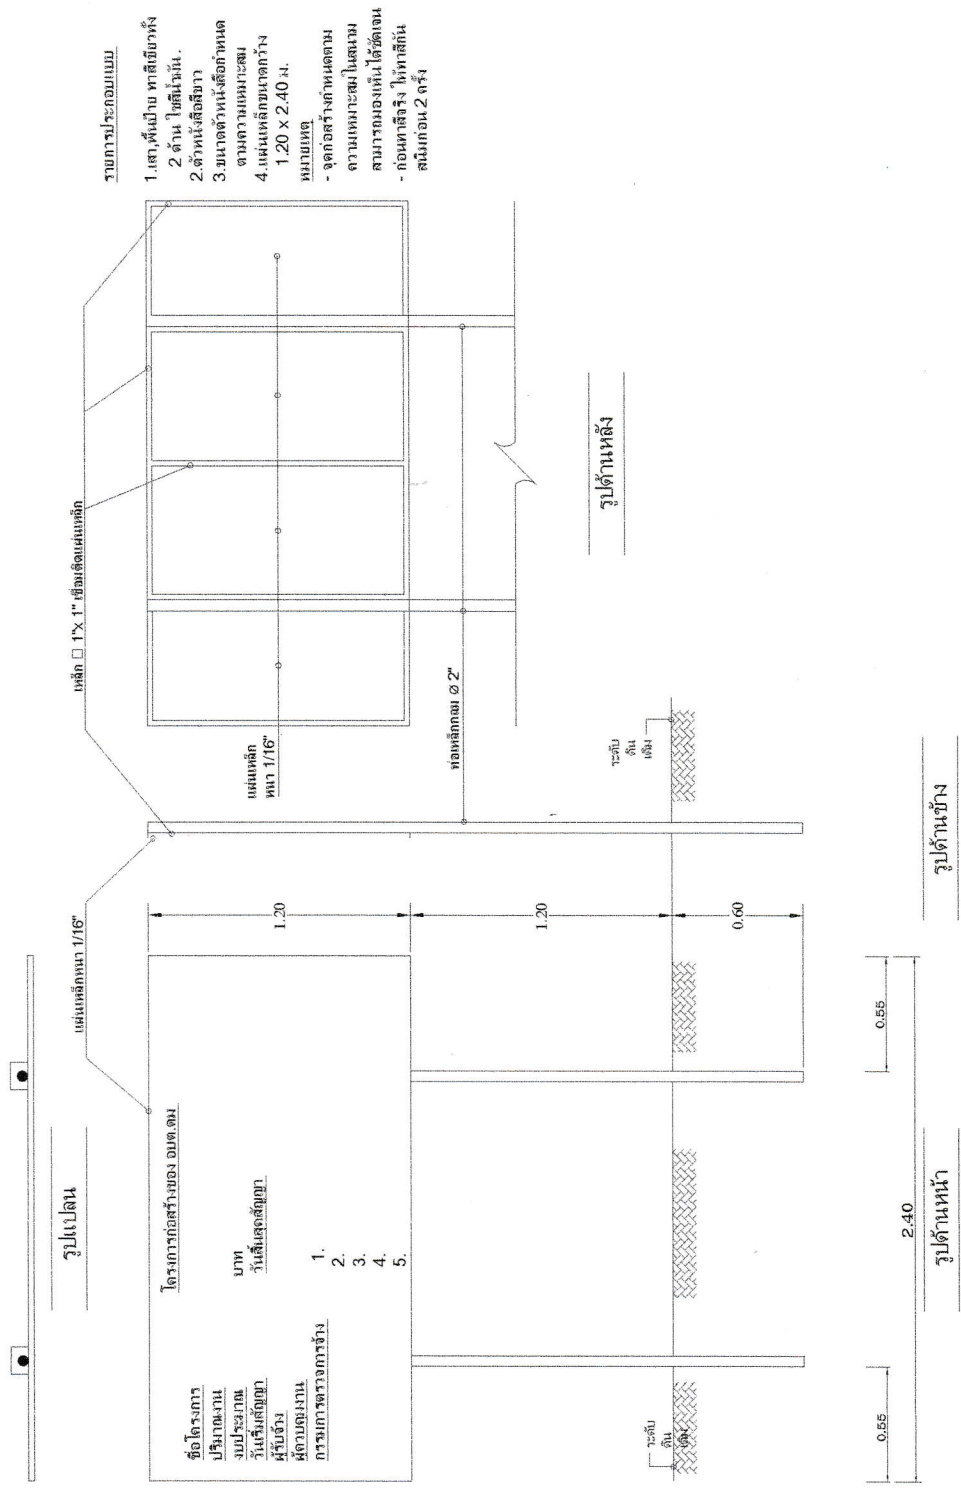 รูปแปลน
แผ่นเหล็กหนา 1/16"
เหล็ก □ 1"x 1" เชื่อมติดแผ่นเหล็ก
โครงการก่อสร้างของ อบต.คม
ชื่อโครงการ
ปริมาณงาน
งบประมาณ บาท
วันเริ่มสัญญา วันสิ้นสุดสัญญา
ผู้รับจ้าง
ผู้ควบคุมงาน
กรรมการตรวจการจ้าง 1.
2.
3.
4.
5.
1.20
1.20
0.60
ระดับ
ดิน
เดิม
0.55
0.55
2.40
รูปด้านหน้า
แผ่นเหล็ก
หนา 1/16"
ท่อเหล็กกลม Ø 2"
ระดับ
ดิน
เดิม
รูปด้านข้าง
รูปด้านหลัง
รายการประกอบแบบ
1.เสา,พื้นป้าย ทาสีเขียวทั้ง
2 ด้าน ใช้สีน้ำมัน .
2.ตัวหนังสือสีขาว
3.ขนาดตัวหนังสือกำหนด
ตามความเหมาะสม
4.แผ่นเหล็กขนาดกว้าง
1.20 x 2.40 ม.
หมายเหตุ
- จุดก่อสร้างกำหนดตาม
ความเหมาะสมในสนาม
สามารถมองเห็นได้ชัดเจน
- ก่อนทาสีจริง ให้ทาสีกัน
สนิมก่อน 2 ครั้ง